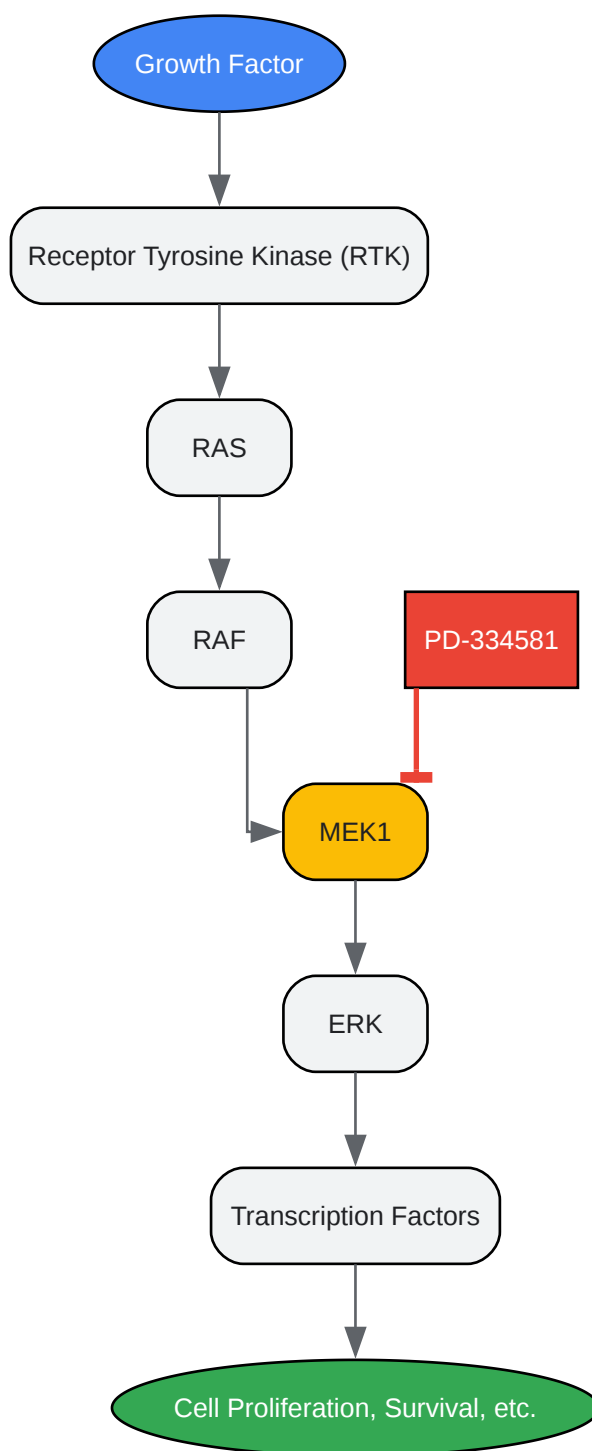 Growth Factor
Receptor Tyrosine Kinase (RTK)
RAS
RAF
PD-334581
MEK1
ERK
Transcription Factors
Cell Proliferation, Survival, etc.